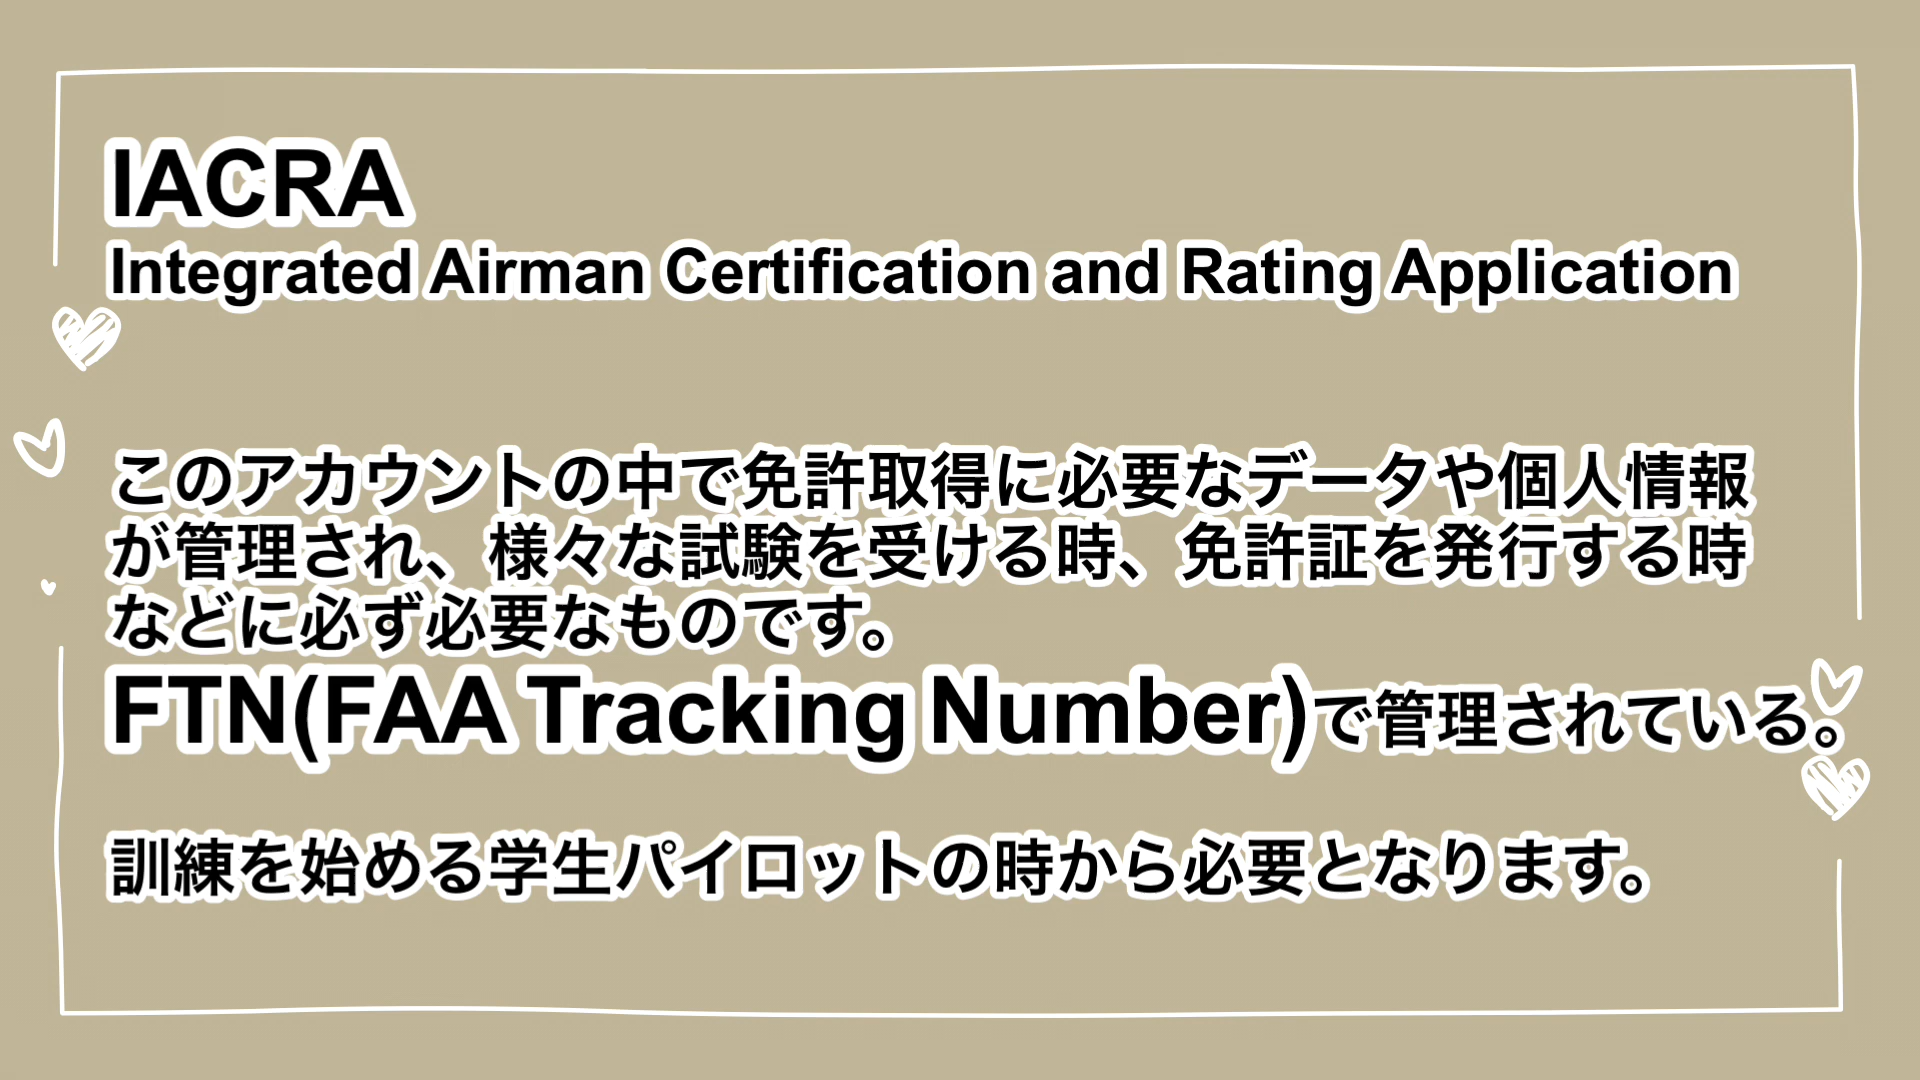 IACRA
Integrated Airman Certification and Rating Application
このアカウントの中で免許取得に必要なデータや個人情報
が管理され、様々な試験を受ける時、免許証を発行する時
などに必ず必要なものです。
FTN(FAA Tracking Number)で管理されている。
訓練を始める学生パイロットの時から必要となります。